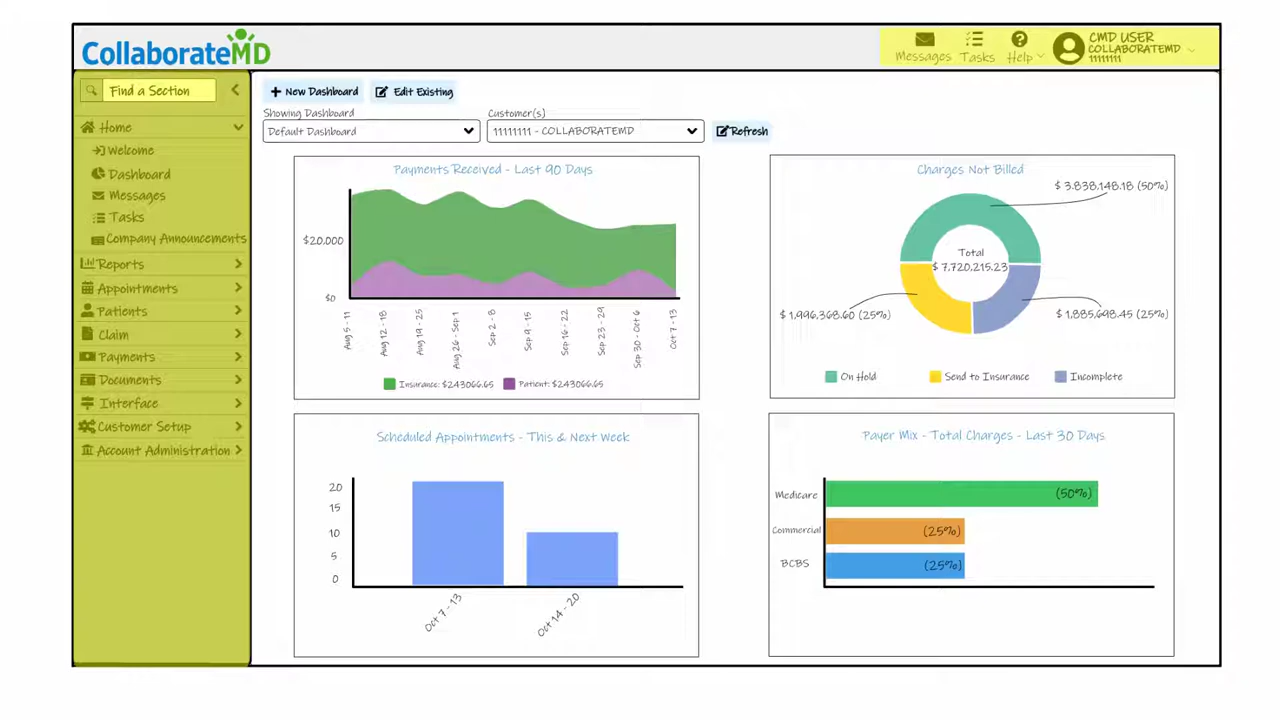 CollaborateMD
Messages Tasks Help
CMD USER
COLLABORATEMD
11111111
Find a Section
Home
Welcome
Dashboard
Messages
Tasks
Company Announcements
Reports
Appointments
Patients
Claim
Payments
Documents
Interface
Customer Setup
Account Administration
New Dashboard Edit Existing
Showing Dashboard Customer(s)
Default Dashboard 11111111 - COLLABORATEMD Refresh
Payments Received - Last 90 Days
$20,000
$0
Aug 5 - 11
Aug 12 - 18
Aug 19 - 25
Aug 26 - Sep 1
Sep 2 - 8
Sep 9 - 15
Sep 16 - 22
Sep 23 - 29
Sep 30 - Oct 6
Oct 7 - 13
Insurance: $243066.65 Patient: $243066.65
Charges Not Billed
$ 3,838,148.18 (50%)
Total
$ 7,720,215.23
$ 1,996,368.60 (25%)
$ 1,885,698.45 (25%)
On Hold Send to Insurance Incomplete
Scheduled Appointments - This & Next Week
20
15
10
5
0
Oct 7 - 13
Oct 14 - 20
Payer Mix - Total Charges - Last 30 Days
Medicare (50%)
Commercial (25%)
BCBS (25%)